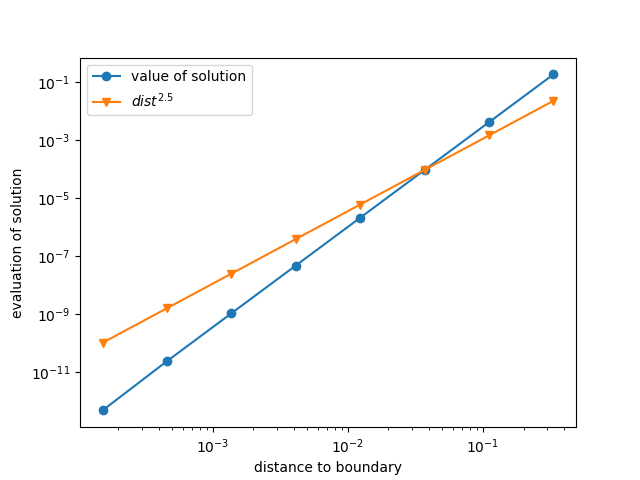 value of solution
dist^2.5
evaluation of solution
10^-1
10^-3
10^-5
10^-7
10^-9
10^-11
10^-3
10^-2
10^-1
distance to boundary